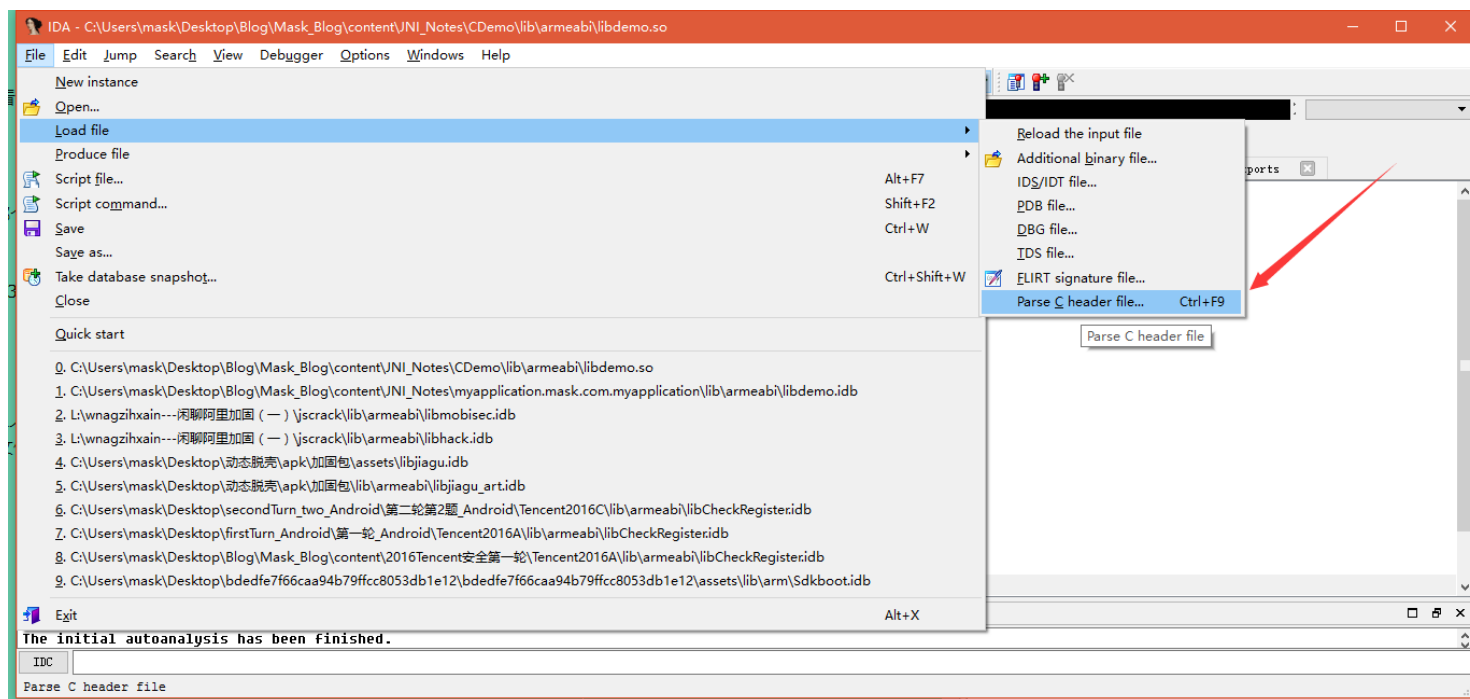 IDA - C:\Users\mask\Desktop\Blog\Mask_Blog\content\JNI_Notes\CDemo\lib\armeabi\libdemo.so
File Edit Jump Search View Debugger Options Windows Help
New instance
Open...
Load file
Reload the input file
Produce file
Additional binary file...
ports
Script file... Alt+F7
IDS/IDT file...
Script command... Shift+F2
PDB file...
Save Ctrl+W
DBG file...
Save as...
TDS file...
Take database snapshot... Ctrl+Shift+W
FLIRT signature file...
Close
Parse C header file... Ctrl+F9
Quick start
Parse C header file
0. C:\Users\mask\Desktop\Blog\Mask_Blog\content\JNI_Notes\CDemo\lib\armeabi\libdemo.so
1. C:\Users\mask\Desktop\Blog\Mask_Blog\content\JNI_Notes\myapplication.mask.com.myapplication\lib\armeabi\libdemo.idb
2. L:\wnagzihxain---闲聊阿里加固（一）\jscrack\lib\armeabi\libmobisec.idb
3. L:\wnagzihxain---闲聊阿里加固（一）\jscrack\lib\armeabi\libhack.idb
4. C:\Users\mask\Desktop\动态脱壳\apk\加固包\assets\libjiagu.idb
5. C:\Users\mask\Desktop\动态脱壳\apk\加固包\lib\armeabi\libjiagu_art.idb
6. C:\Users\mask\Desktop\secondTurn_two_Android\第二轮第2题_Android\Tencent2016C\lib\armeabi\libCheckRegister.idb
7. C:\Users\mask\Desktop\firstTurn_Android\第一轮_Android\Tencent2016A\lib\armeabi\libCheckRegister.idb
8. C:\Users\mask\Desktop\Blog\Mask_Blog\content\2016Tencent安全第一轮\Tencent2016A\lib\armeabi\libCheckRegister.idb
9. C:\Users\mask\Desktop\bdedfe7f66caa94b79ffcc8053db1e12\bdedfe7f66caa94b79ffcc8053db1e12\assets\lib\arm\Sdkboot.idb
Exit Alt+X
The initial autoanalysis has been finished.
IDC
Parse C header file